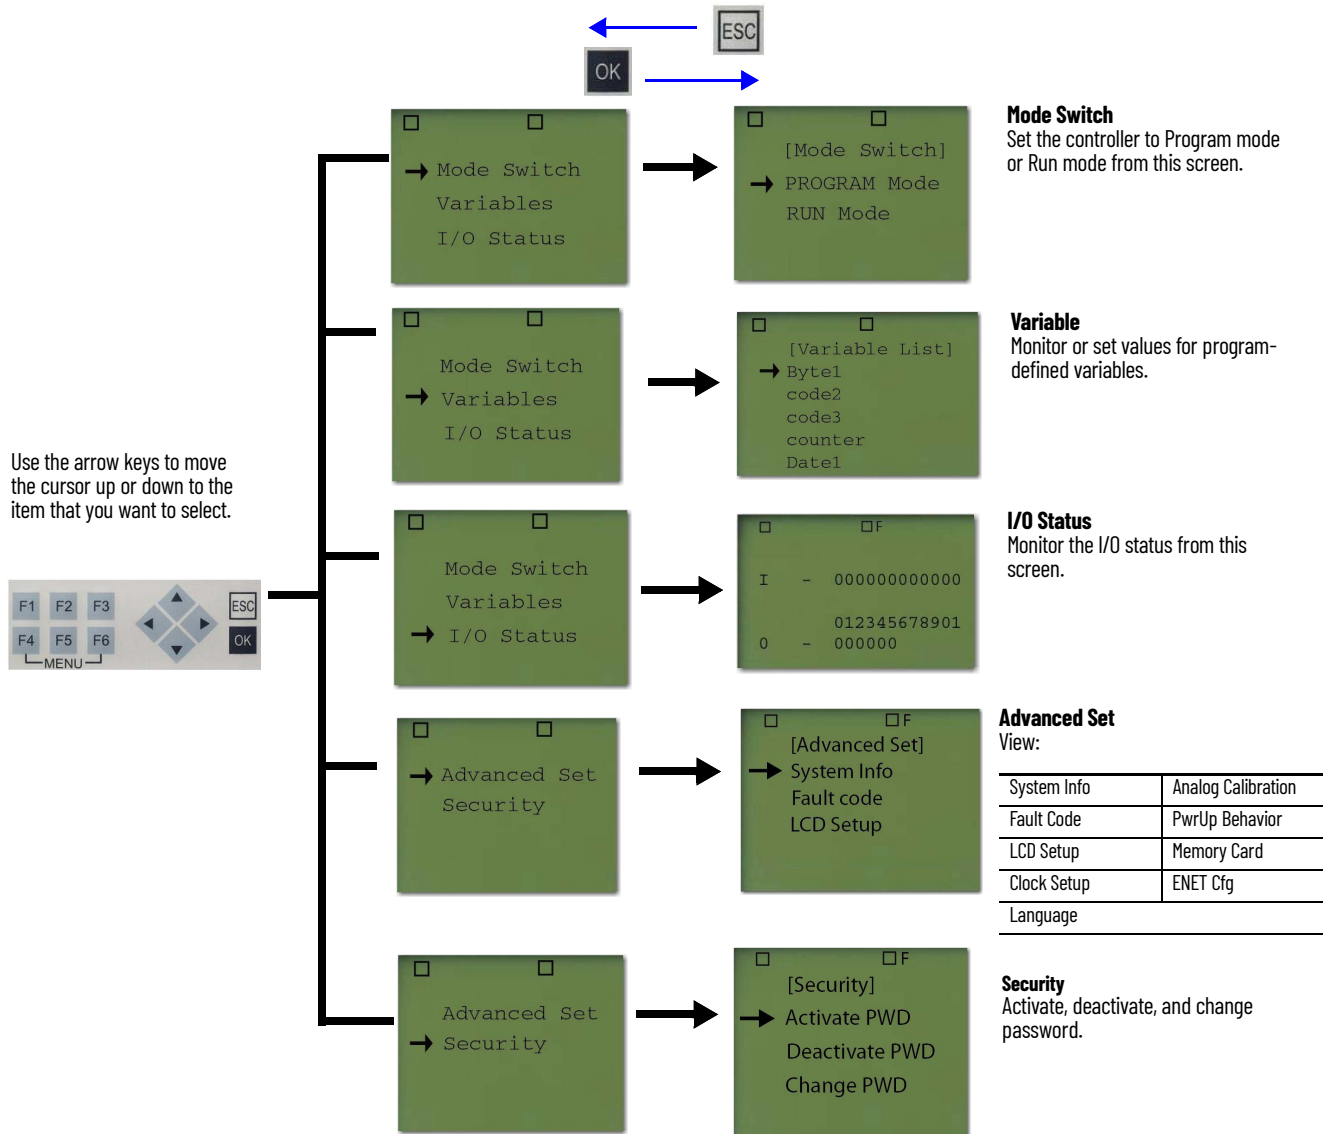 ESC
OK
Mode Switch
Variables
I/O Status
[Mode Switch]
PROGRAM Mode
RUN Mode
Mode Switch
Set the controller to Program mode
or Run mode from this screen.
Mode Switch
Variables
I/O Status
[Variable List]
Byte1
code2
code3
counter
Date1
Variable
Monitor or set values for program-
defined variables.
Use the arrow keys to move
the cursor up or down to the
item that you want to select.
F1 F2 F3
F4 F5 F6
MENU
ESC
OK
Mode Switch
Variables
I/O Status
F
I - 000000000000
012345678901
O - 000000
I/O Status
Monitor the I/O status from this
screen.
Advanced Set
Security
F
[Advanced Set]
System Info
Fault code
LCD Setup
Advanced Set
View:
System Info Analog Calibration
Fault Code PwrUp Behavior
LCD Setup Memory Card
Clock Setup ENET Cfg
Language
Advanced Set
Security
F
[Security]
Activate PWD
Deactivate PWD
Change PWD
Security
Activate, deactivate, and change
password.